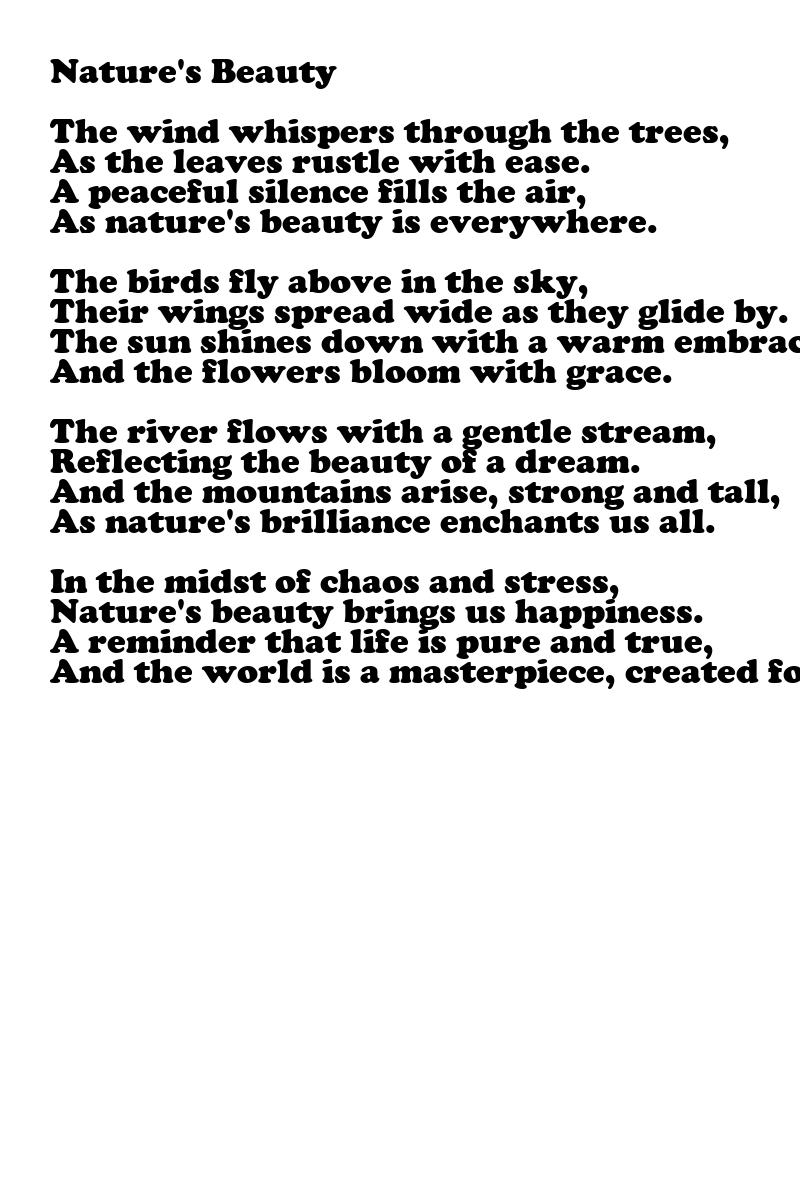 Nature's Beauty

The wind whispers through the trees,
As the leaves rustle with ease.
A peaceful silence fills the air,
As nature's beauty is everywhere.

The birds fly above in the sky,
Their wings spread wide as they glide by.
The sun shines down with a warm
And the flowers bloom with grace.

The river flows with a gentle stream,
Reflecting the beauty of a dream.
And the mountains arise, strong and tall,
As nature's brilliance enchants us all.

In the midst of chaos and stress,
Nature's beauty brings us happiness.
A reminder that life is pure and true,
And the world is a masterpiece, created